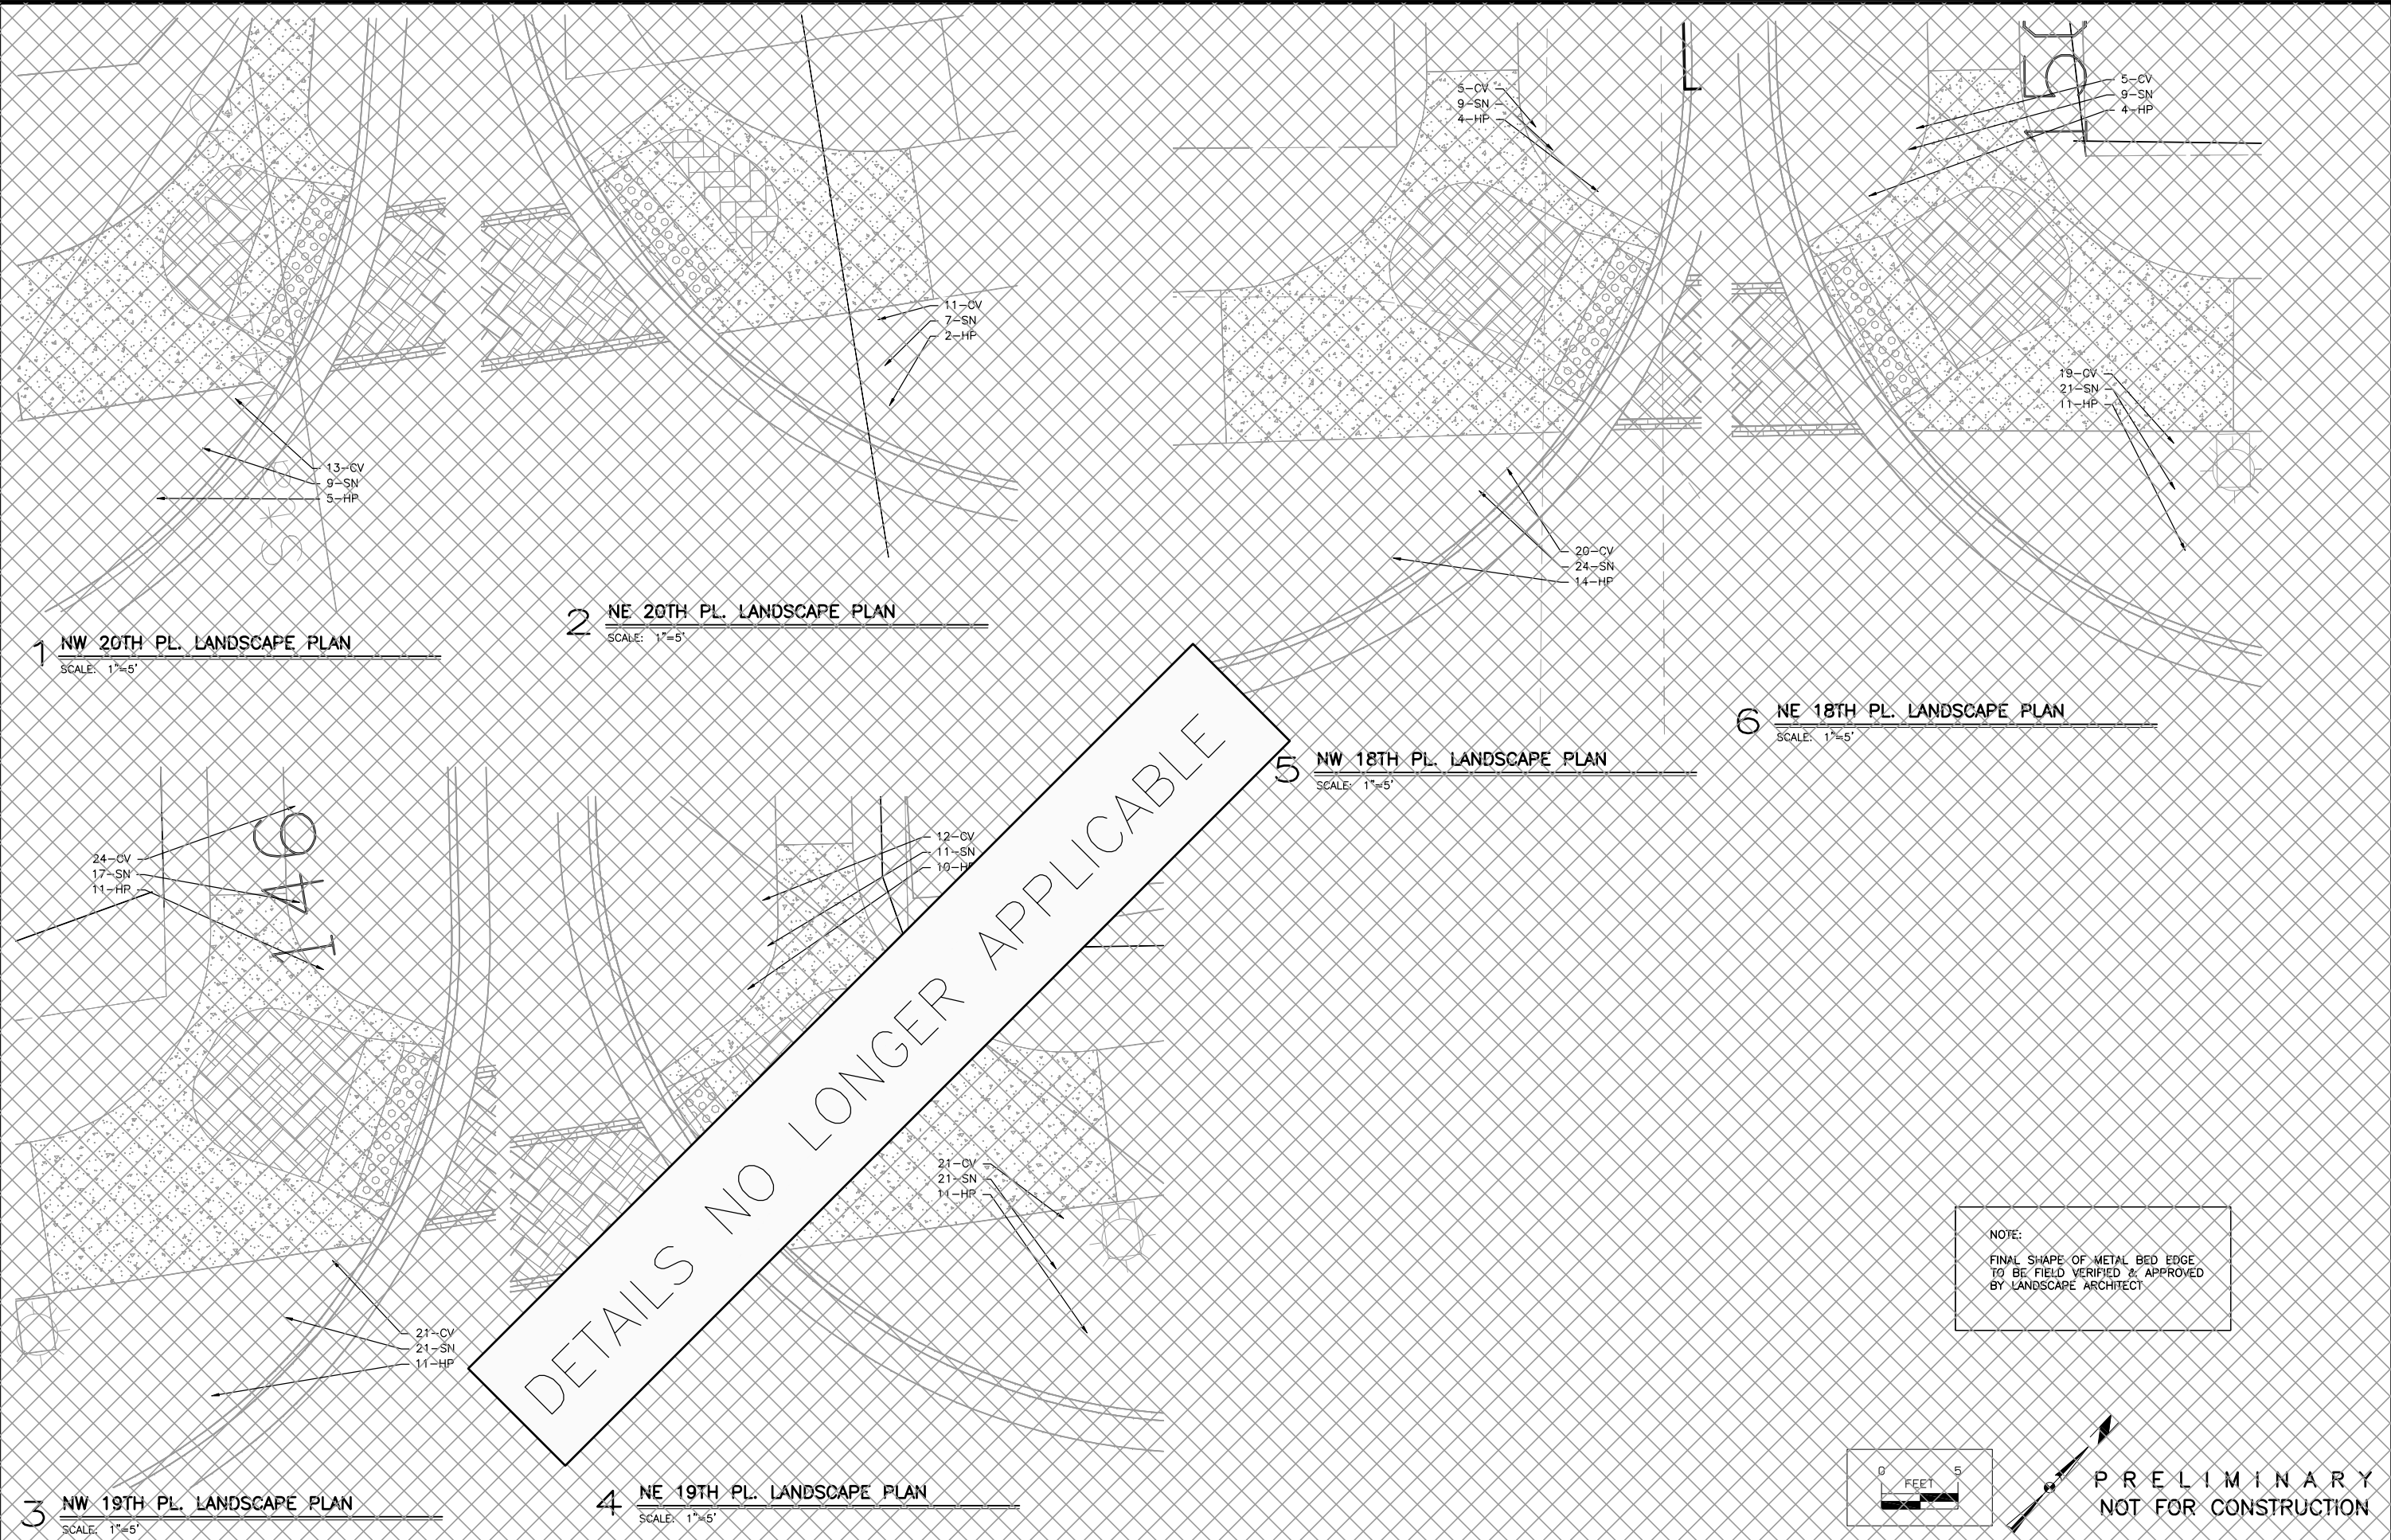 13-CV
9-SN
5-HP
1 NW 20TH PL. LANDSCAPE PLAN
SCALE: 1"=5'
11-CV
7-SN
2-HP
2 NE 20TH PL. LANDSCAPE PLAN
SCALE: 1"=5'
5-CV
9-SN
4-HP
20-CV
24-SN
14-HP
5 NW 18TH PL. LANDSCAPE PLAN
SCALE: 1"=5'
5-CV
9-SN
4-HP
19-CV
21-SN
11-HP
6 NE 18TH PL. LANDSCAPE PLAN
SCALE: 1"=5'
24-CV
17-SN
11-HP
149
21-CV
21-SN
11-HP
3 NW 19TH PL. LANDSCAPE PLAN
SCALE: 1"=5'
12-CV
11-SN
21-CV
21-SN
11-HP
4 NE 19TH PL. LANDSCAPE PLAN
SCALE: 1"=5'
DETAILS NO LONGER APPLICABLE
NOTE:
FINAL SHAPE OF METAL BED EDGE
TO BE FIELD VERIFIED & APPROVED
BY LANDSCAPE ARCHITECT
0 5
FEET
PRELIMINARY
NOT FOR CONSTRUCTION